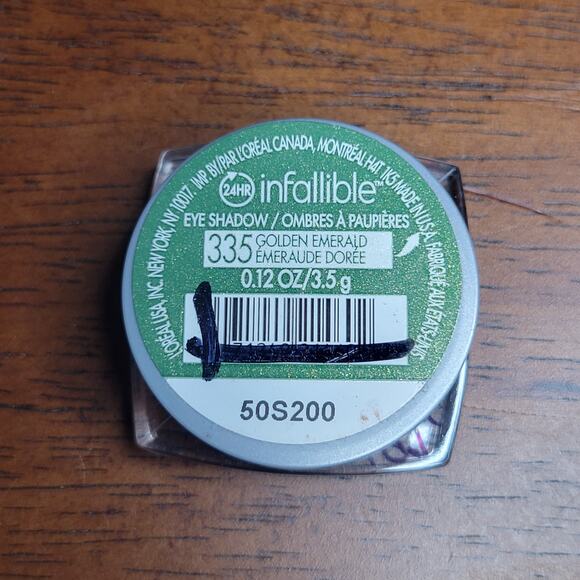 L'ORÉAL USA, INC. NEW YORK, NY 10017 / IMP. BY/PAR L'ORÉAL CANADA, MONTRÉAL H4T 1K5 MADE IN U.S.A. FABRIQUÉ AUX ÉTATS-UNIS
24HR infallible
EYE SHADOW / OMBRES À PAUPIÈRES
335 GOLDEN EMERALD
ÉMERAUDE DORÉE
0.12 OZ/3.5 g
50S200